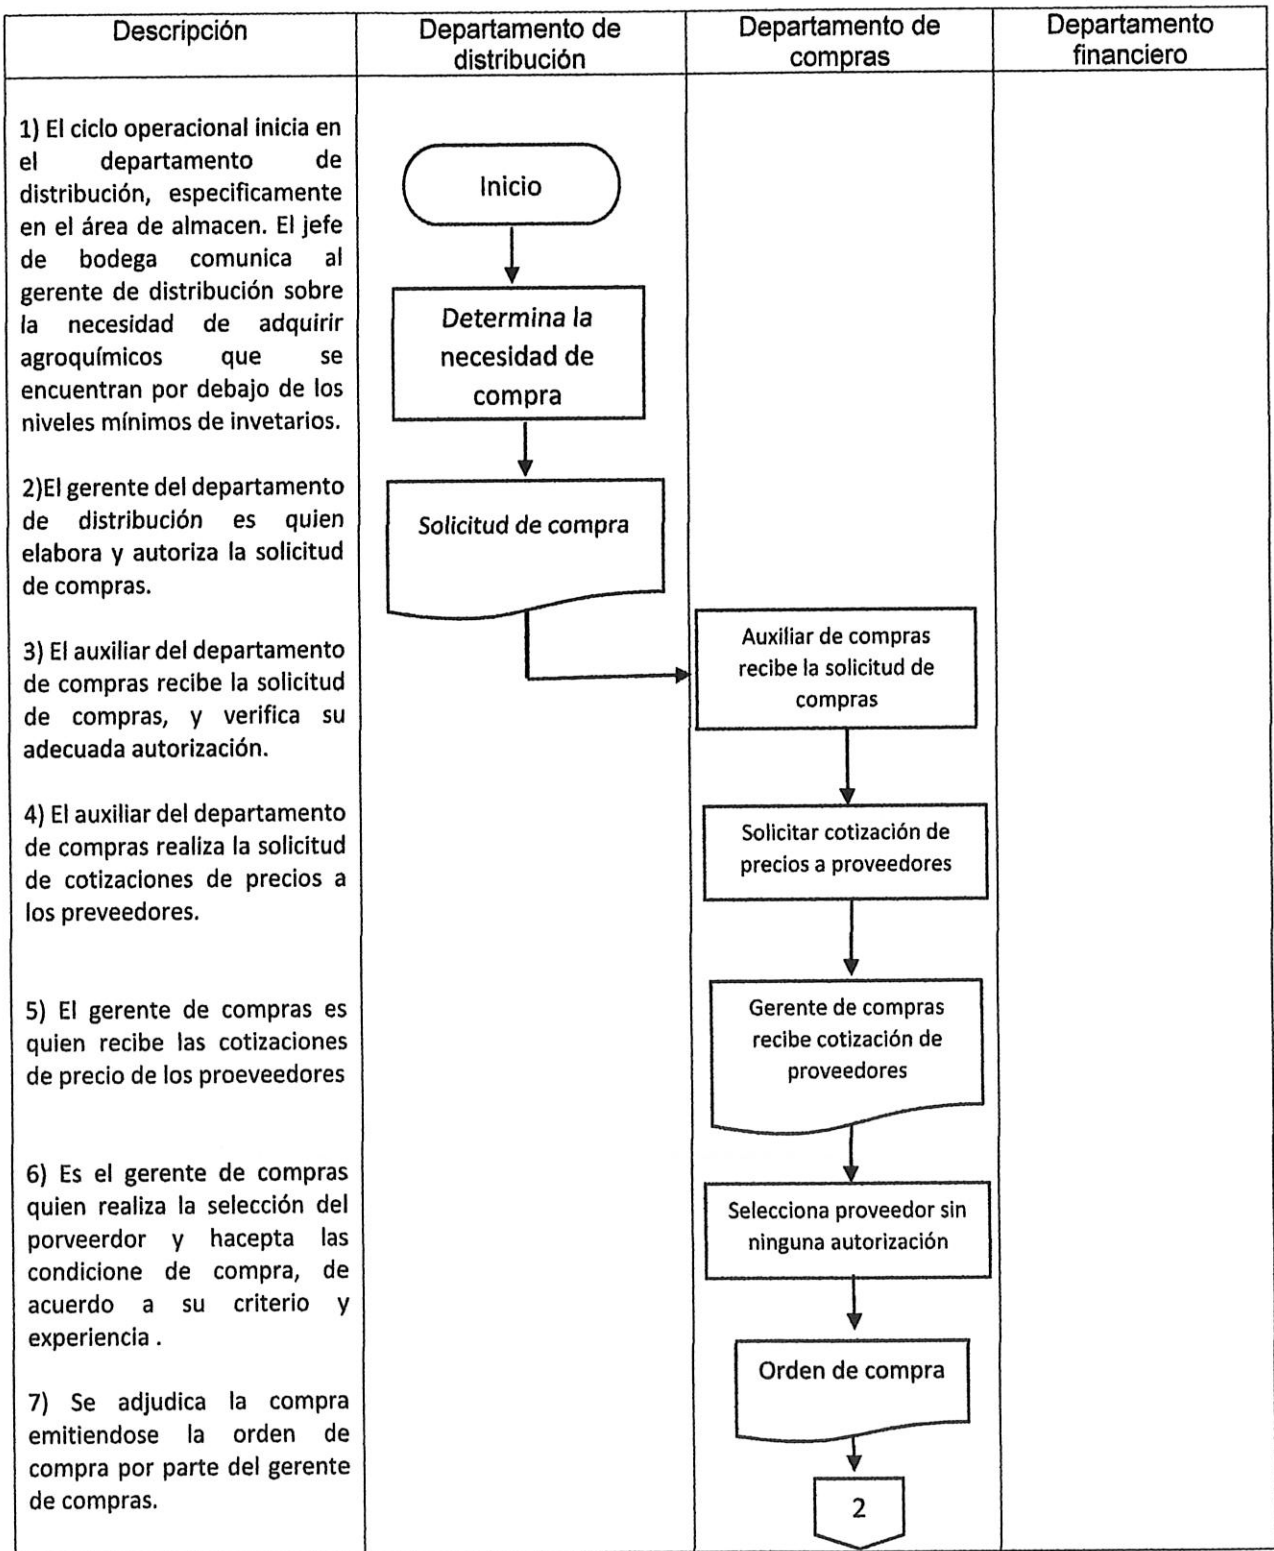 Descripción
Departamento de
distribución
Departamento de
compras
Departamento
financiero
1) El ciclo operacional inicia en
el departamento de
distribución, especificamente
en el área de almacen. El jefe
de bodega comunica al
gerente de distribución sobre
la necesidad de adquirir
agroquímicos que se
encuentran por debajo de los
niveles mínimos de invetarios.
2)El gerente del departamento
de distribución es quien
elabora y autoriza la solicitud
de compras.
3) El auxiliar del departamento
de compras recibe la solicitud
de compras, y verifica su
adecuada autorización.
4) El auxiliar del departamento
de compras realiza la solicitud
de cotizaciones de precios a
los preveedores.
5) El gerente de compras es
quien recibe las cotizaciones
de precio de los proeveedores
6) Es el gerente de compras
quien realiza la selección del
porveerdor y hacepta las
condicione de compra, de
acuerdo a su criterio y
experiencia .
7) Se adjudica la compra
emitiendose la orden de
compra por parte del gerente
de compras.
Inicio
Determina la
necesidad de
compra
Solicitud de compra
Auxiliar de compras
recibe la solicitud de
compras
Solicitar cotización de
precios a proveedores
Gerente de compras
recibe cotización de
proveedores
Selecciona proveedor sin
ninguna autorización
Orden de compra
2